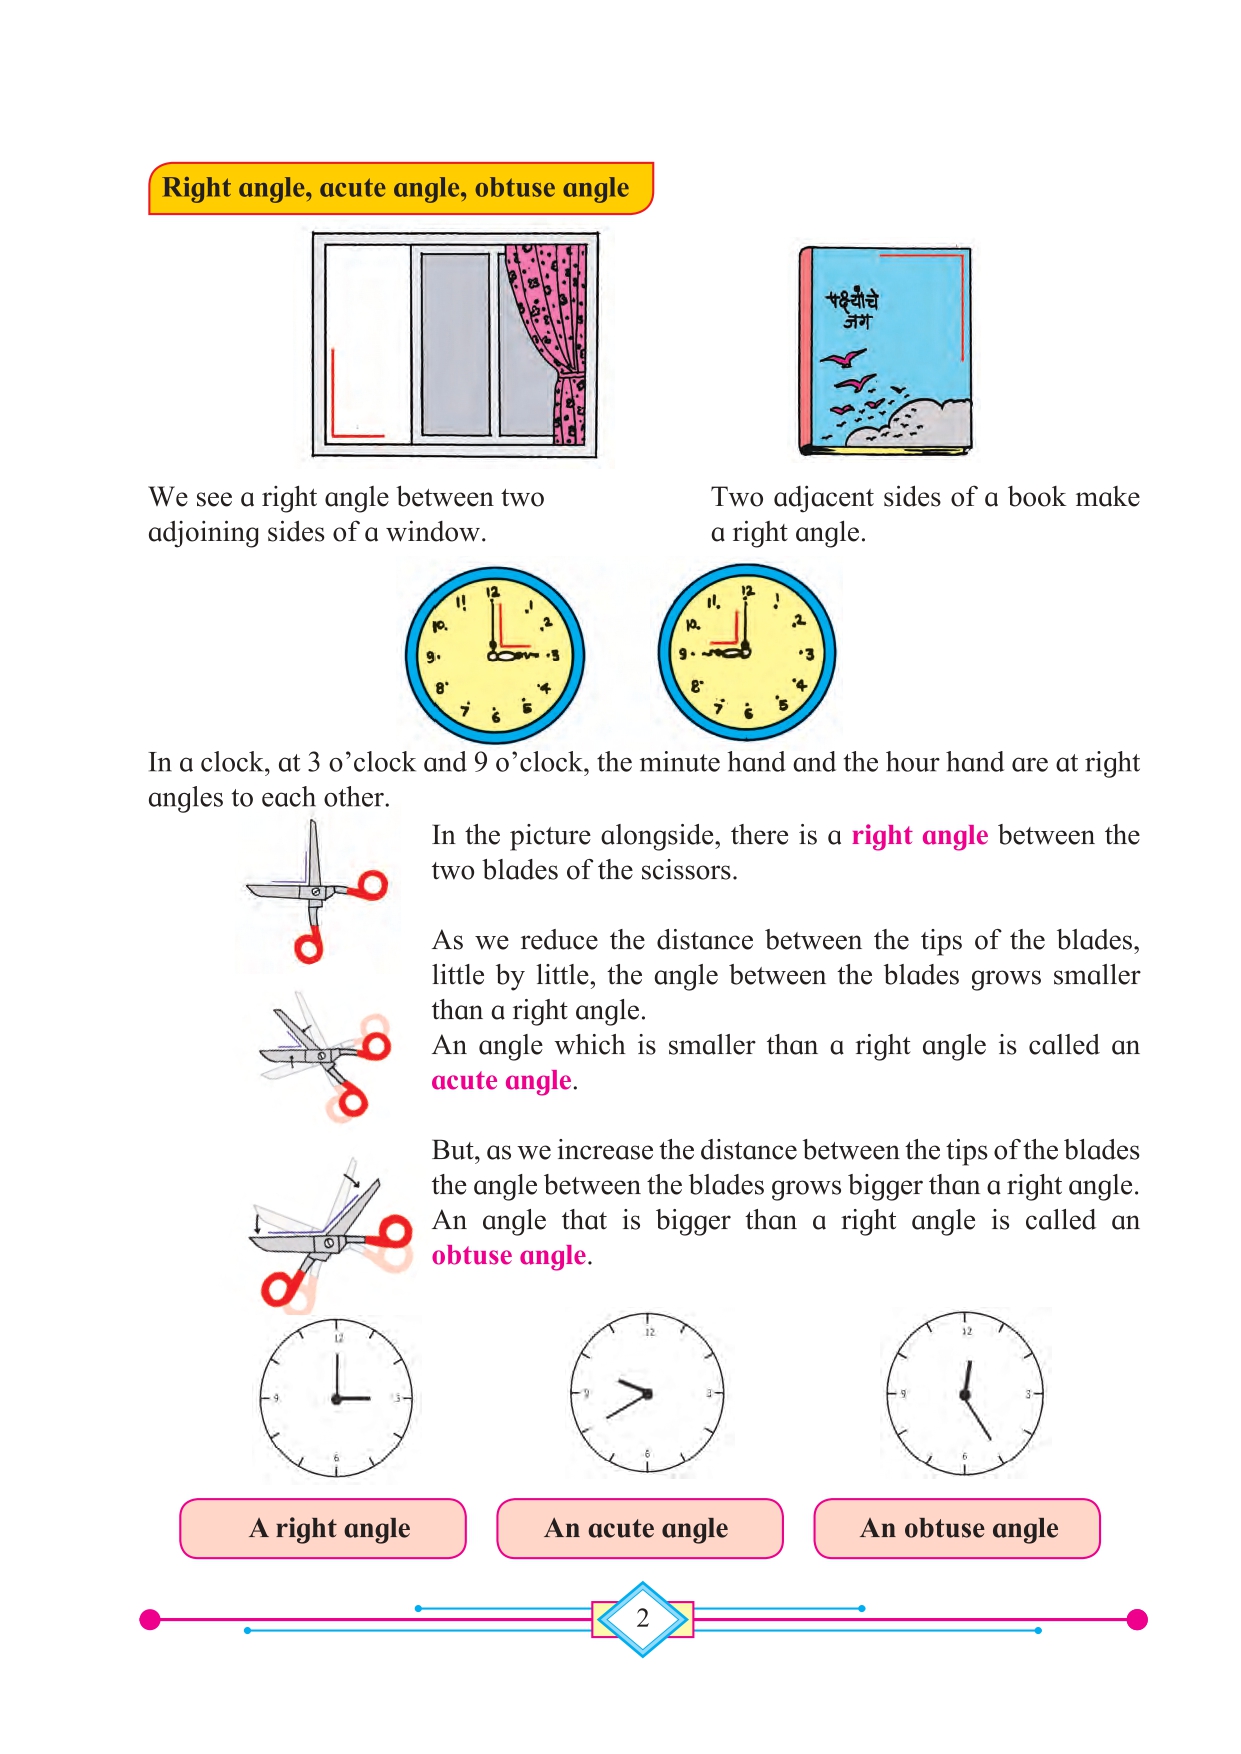 Right angle, acute angle, obtuse angle
पक्ष्यांचे
जग
We see a right angle between two
adjoining sides of a window.
Two adjacent sides of a book make
a right angle.
12
1
2
3
4
5
6
7
8
9
10
11
12
1
2
3
4
5
6
7
8
9
10
11
In a clock, at 3 o’clock and 9 o’clock, the minute hand and the hour hand are at right
angles to each other.
In the picture alongside, there is a right angle between the
two blades of the scissors.
As we reduce the distance between the tips of the blades,
little by little, the angle between the blades grows smaller
than a right angle.
An angle which is smaller than a right angle is called an
acute angle.
But, as we increase the distance between the tips of the blades
the angle between the blades grows bigger than a right angle.
An angle that is bigger than a right angle is called an
obtuse angle.
12
3
6
9
12
3
6
9
12
3
6
9
A right angle
An acute angle
An obtuse angle
2